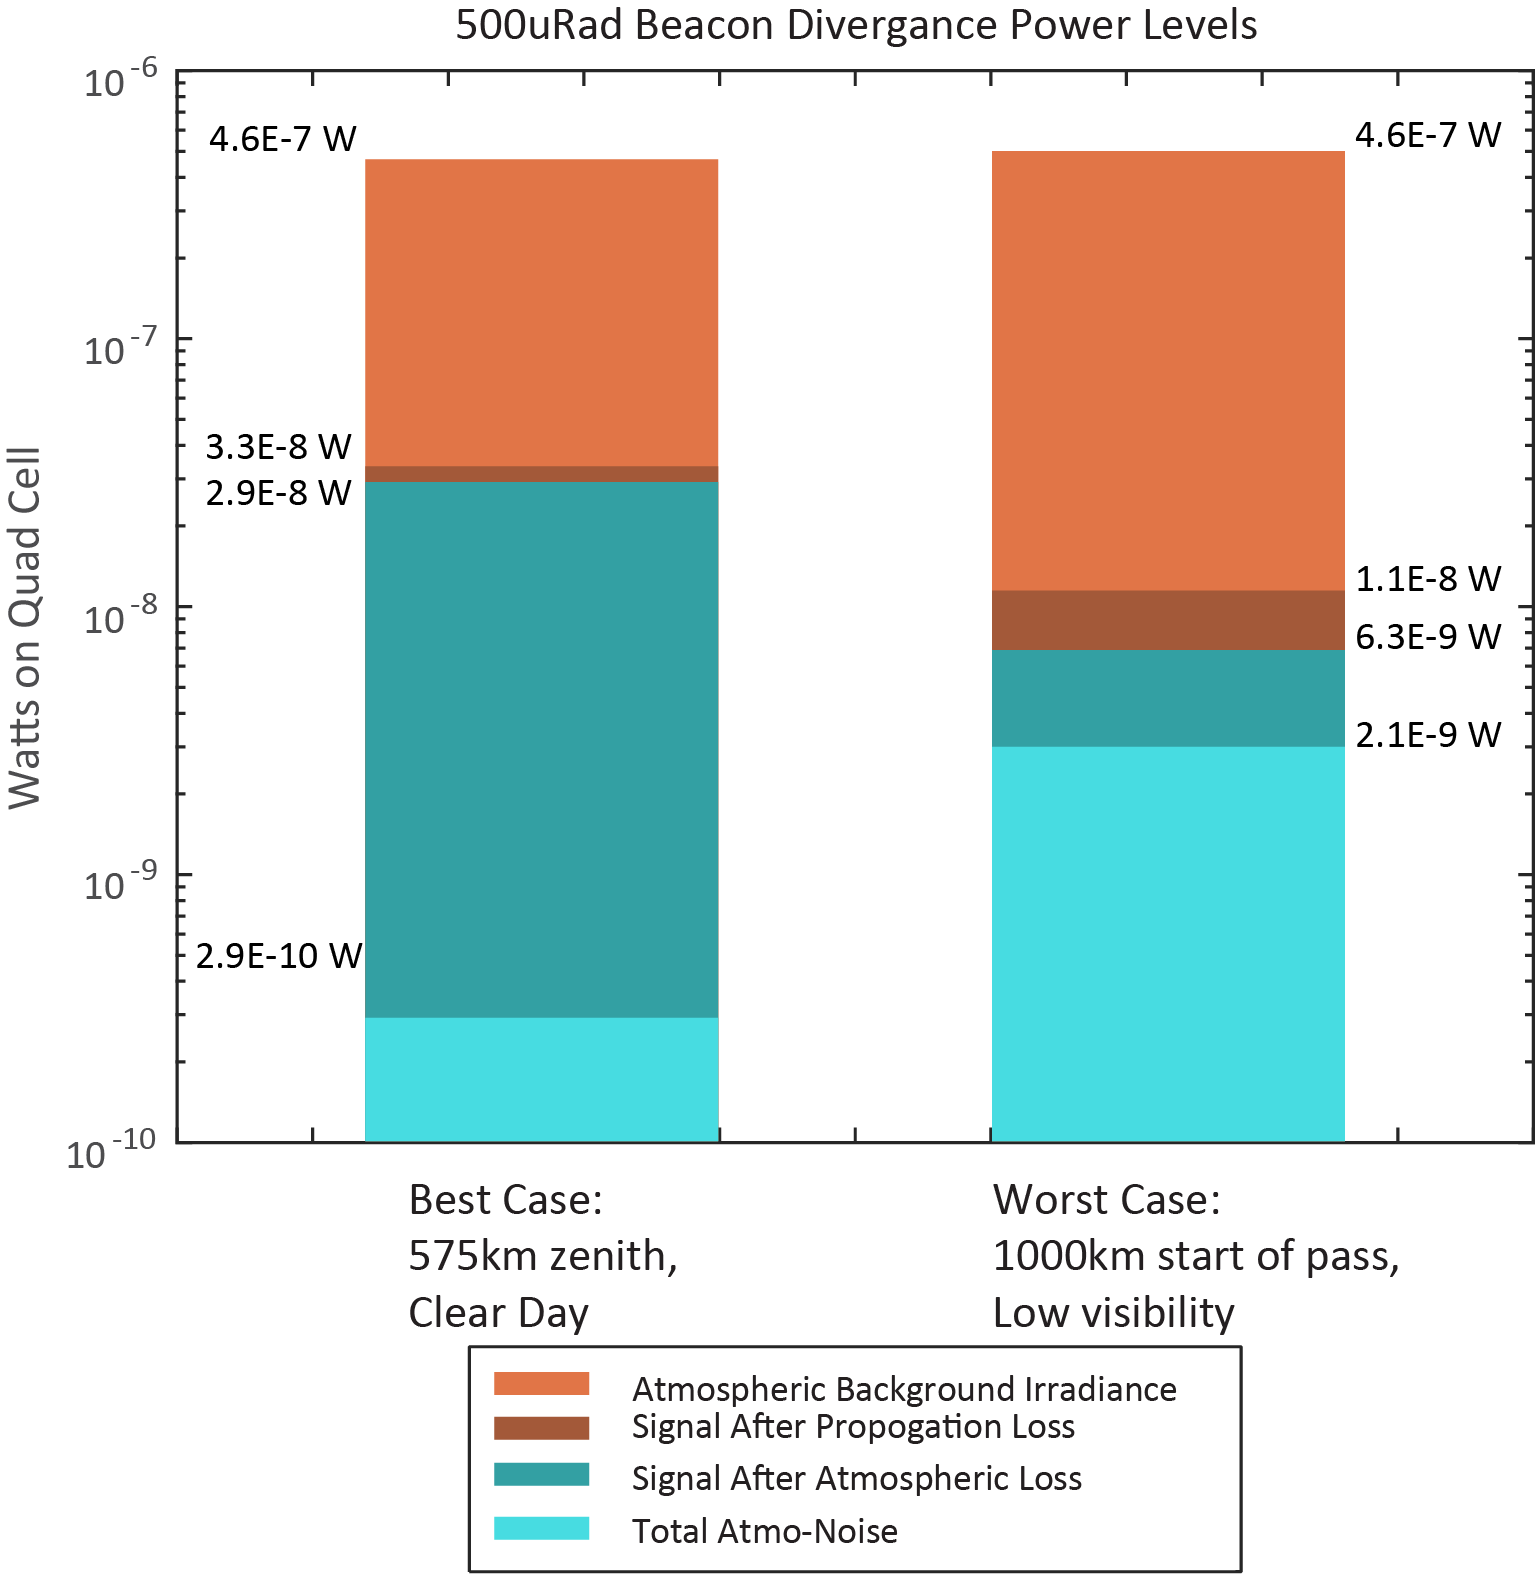 500uRad Beacon Divergance Power Levels
10^-6
4.6E-7 W
4.6E-7 W
10^-7
3.3E-8 W
2.9E-8 W
1.1E-8 W
10^-8
6.3E-9 W
2.1E-9 W
10^-9
2.9E-10 W
10^-10
Watts on Quad Cell
Best Case:
575km zenith,
Clear Day
Worst Case:
1000km start of pass,
Low visibility
Atmospheric Background Irradiance
Signal After Propogation Loss
Signal After Atmospheric Loss
Total Atmo-Noise